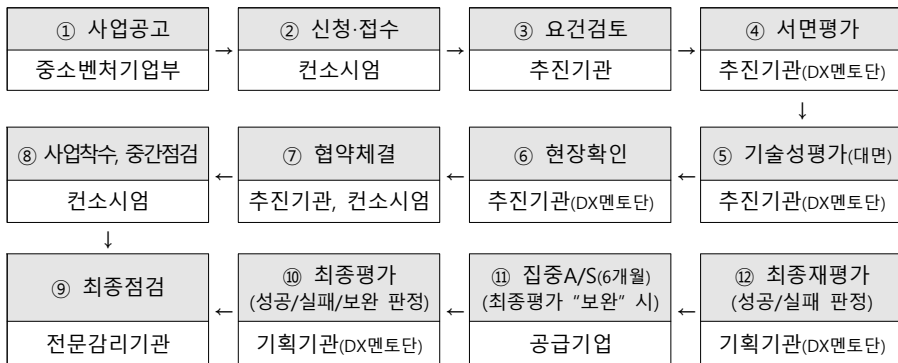 ① 사업공고
중소벤처기업부
→
② 신청·접수
컨소시엄
→
③ 요건검토
추진기관
→
④ 서면평가
추진기관(DX멘토단)
↓
⑤ 기술성평가(대면)
추진기관(DX멘토단)
←
⑥ 현장확인
추진기관(DX멘토단)
←
⑦ 협약체결
추진기관, 컨소시엄
←
⑧ 사업착수, 중간점검
컨소시엄
↓
⑨ 최종점검
전문감리기관
←
⑩ 최종평가
(성공/실패/보완 판정)
기획기관(DX멘토단)
←
⑪ 집중A/S(6개월)
(최종평가 “보완” 시)
공급기업
←
⑫ 최종재평가
(성공/실패 판정)
기획기관(DX멘토단)